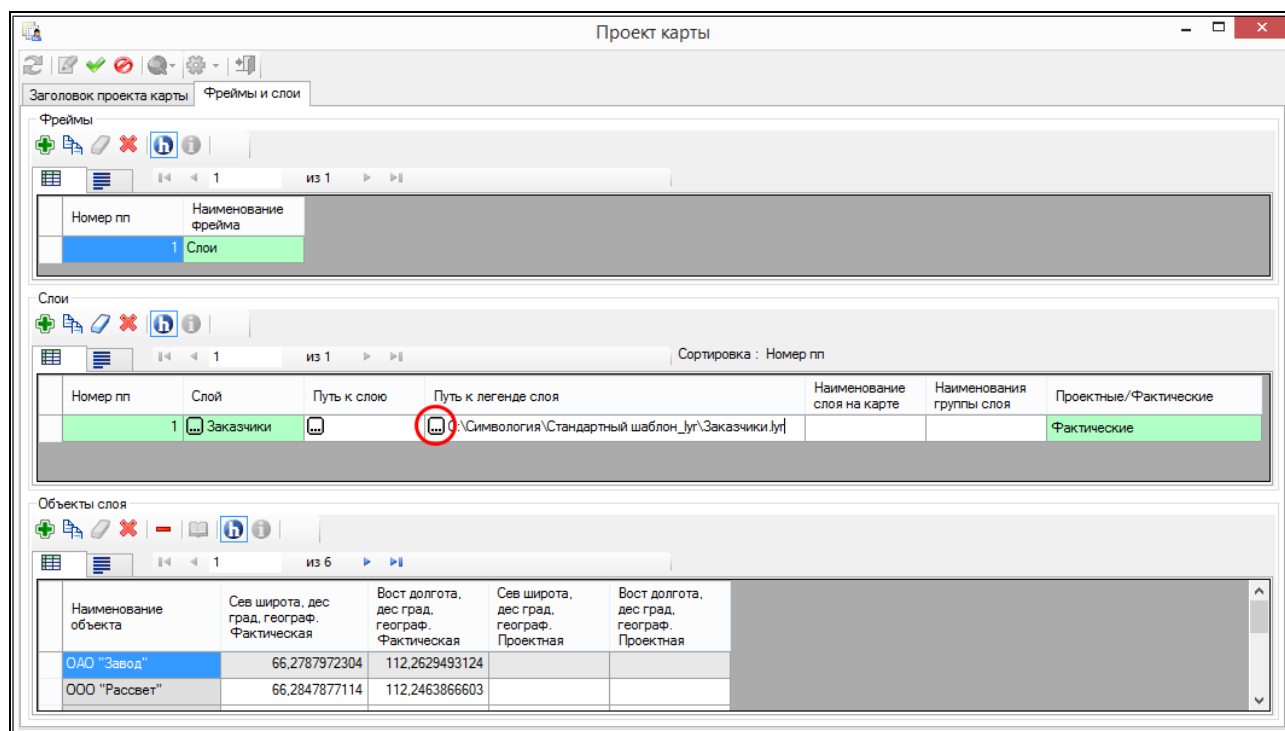 Проект карты
Заголовок проекта карты Фреймы и слои
Фреймы
1 из 1
Номер пп Наименование фрейма
1 Слои
Слои
1 из 1 Сортировка : Номер пп
Номер пп Слой Путь к слою Путь к легенде слоя Наименование слоя на карте Наименования группы слоя Проектные/Фактические
1 ... Заказчики ... ... C:\Симвология\Стандартный шаблон_lyr\Заказчики.lyr Фактические
Объекты слоя
1 из 6
Наименование объекта Сев широта, дес град, географ. Фактическая Вост долгота, дес град, географ. Фактическая Сев широта, дес град, географ. Проектная Вост долгота, дес град, географ. Проектная
ОАО "Завод" 66,2787972304 112,2629493124
ООО "Рассвет" 66,2847877114 112,2463866603